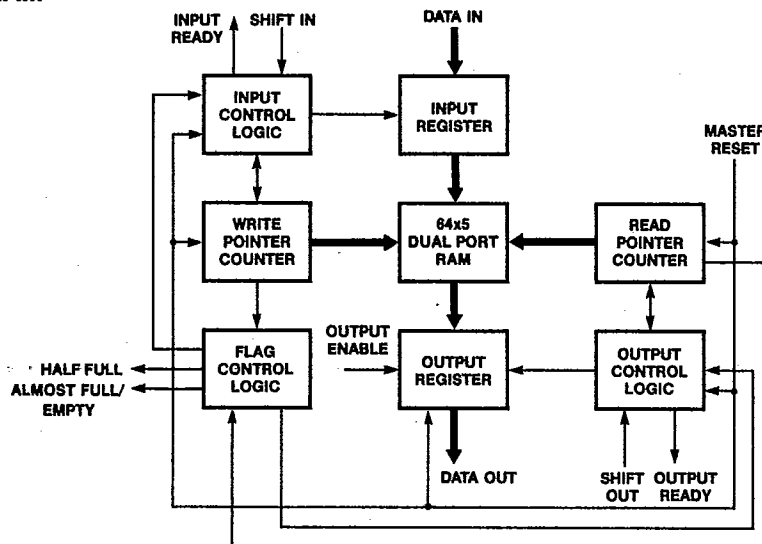 INPUT
READY
SHIFT IN
DATA IN
INPUT
CONTROL
LOGIC
INPUT
REGISTER
MASTER
RESET
WRITE
POINTER
COUNTER
64x5
DUAL PORT
RAM
READ
POINTER
COUNTER
FLAG
CONTROL
LOGIC
OUTPUT
ENABLE
OUTPUT
REGISTER
OUTPUT
CONTROL
LOGIC
HALF FULL
ALMOST FULL/
EMPTY
DATA OUT
SHIFT
OUT
OUTPUT
READY